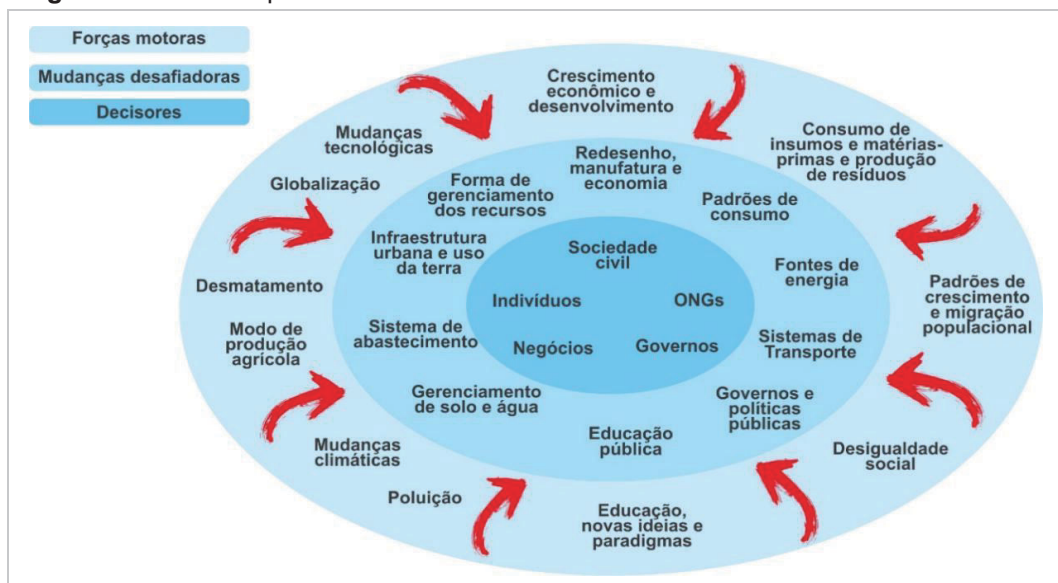 Forças motoras
Mudanças desafiadoras
Decisores
Crescimento
econômico e
desenvolvimento
Mudanças
tecnológicas
Globalização
Desmatamento
Modo de
produção
agrícola
Mudanças
climáticas
Poluição
Educação,
novas ideias e
paradigmas
Desigualdade
social
Padrões de
crescimento
e migração
populacional
Consumo de
insumos e matérias-
primas e produção
de resíduos
Redesenho,
manufatura e
economia
Forma de
gerenciamento
dos recursos
Infraestrutura
urbana e uso
da terra
Sistema de
abastecimento
Gerenciamento
de solo e água
Educação
pública
Governos e
políticas
públicas
Sistemas de
Transporte
Fontes de
energia
Padrões de
consumo
Sociedade
civil
Indivíduos
ONGs
Negócios
Governos